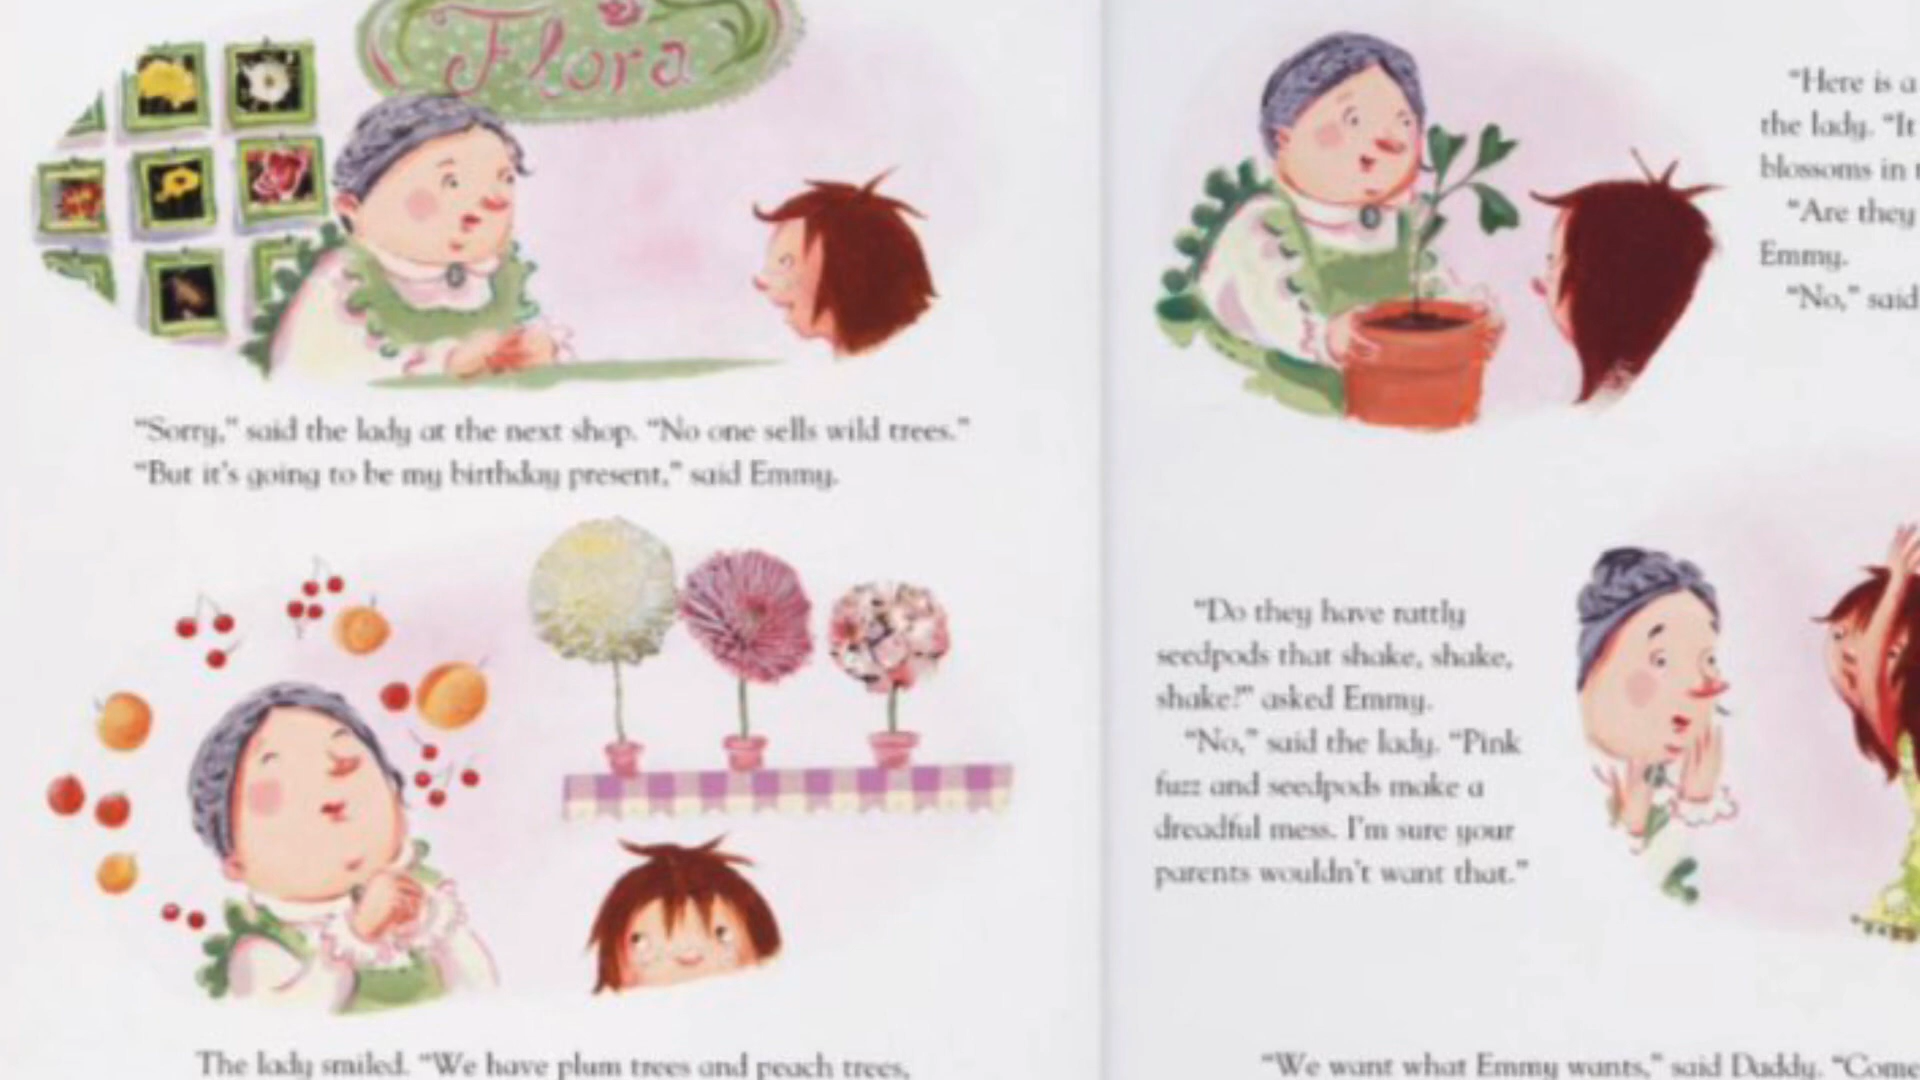 Flora
“Sorry,” said the lady at the next shop. “No one sells wild trees.”
“But it’s going to be my birthday present,” said Emmy.
The lady smiled. “We have plum trees and peach trees,
“Here is a
the lady. “It
blossoms in
“Are they
Emmy.
“No,” said
“Do they have rattly
seedpods that shake, shake,
shake?” asked Emmy.
“No,” said the lady. “Pink
fuzz and seedpods make a
dreadful mess. I’m sure your
parents wouldn’t want that.”
“We want what Emmy wants,” said Daddy. “Come